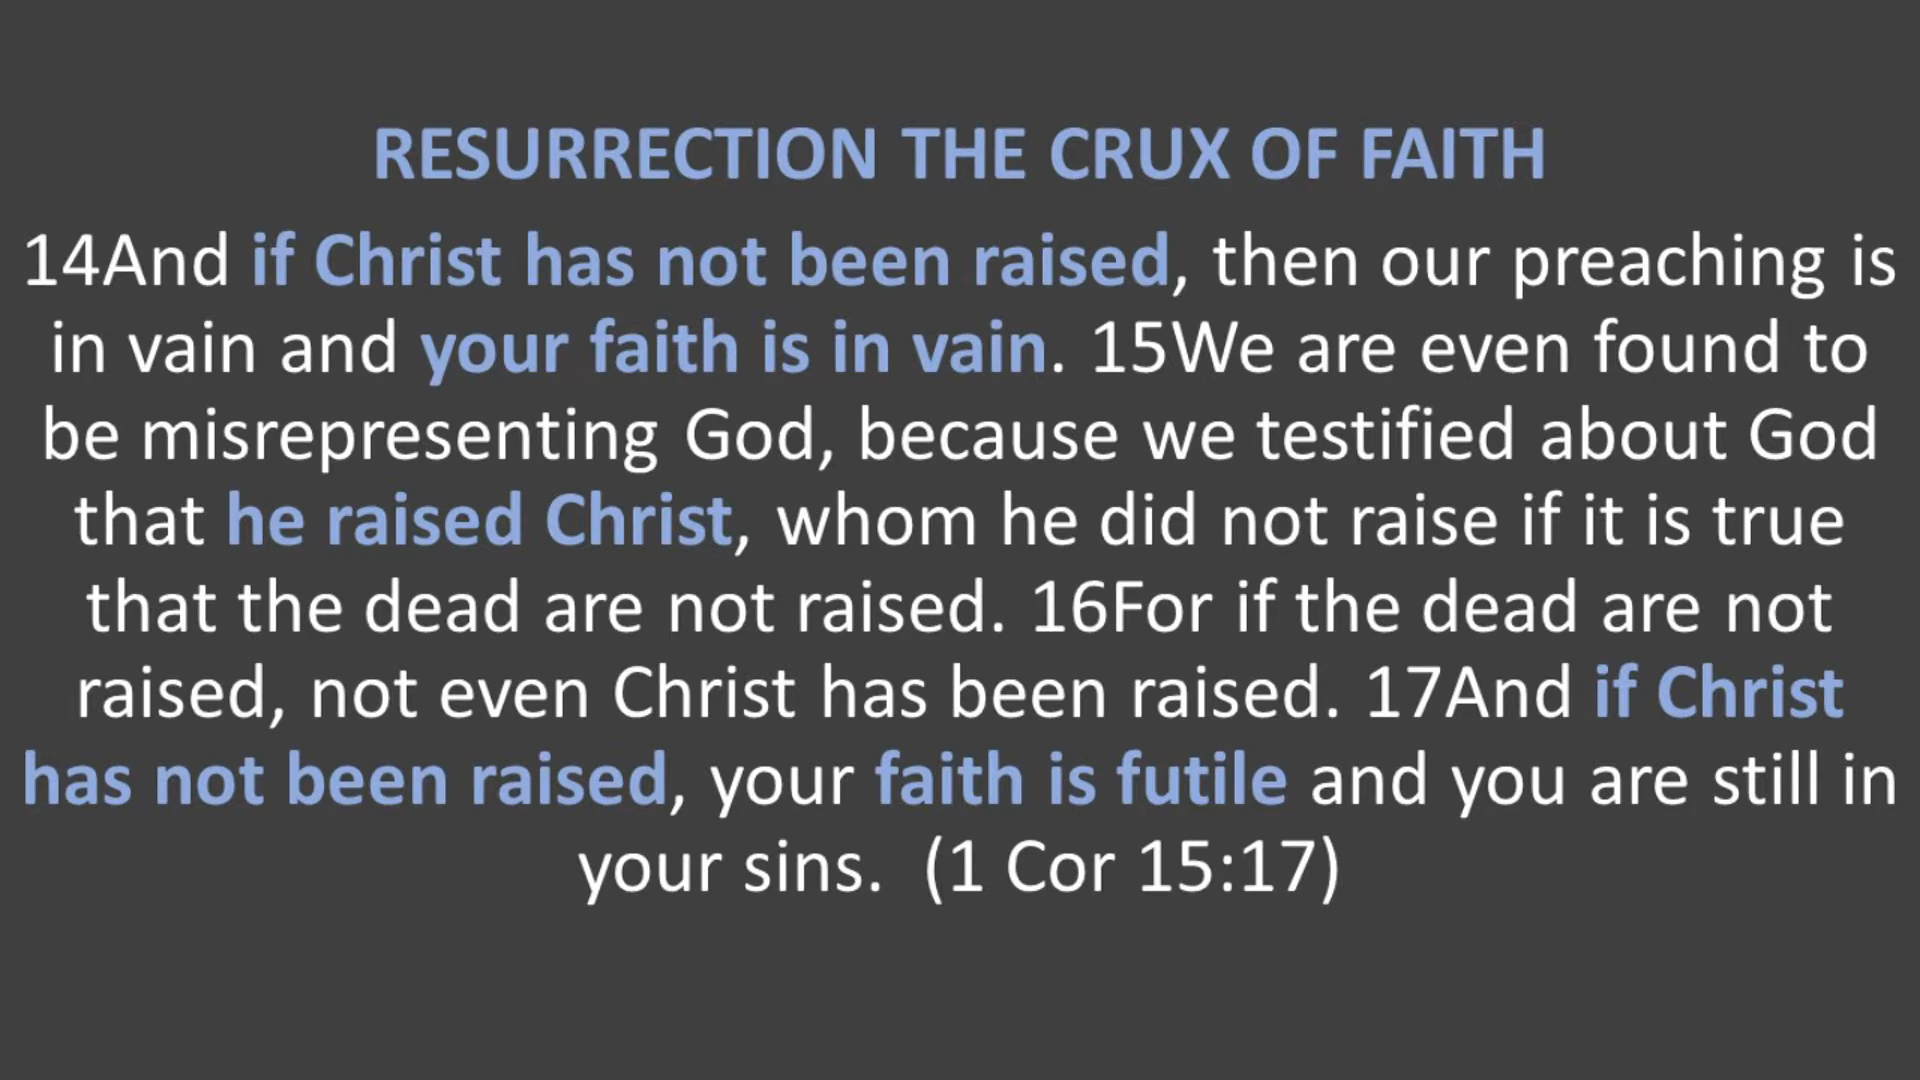 RESURRECTION THE CRUX OF FAITH
14And if Christ has not been raised, then our preaching is
in vain and your faith is in vain. 15We are even found to
be misrepresenting God, because we testified about God
that he raised Christ, whom he did not raise if it is true
that the dead are not raised. 16For if the dead are not
raised, not even Christ has been raised. 17And if Christ
has not been raised, your faith is futile and you are still in
your sins.  (1 Cor 15:17)